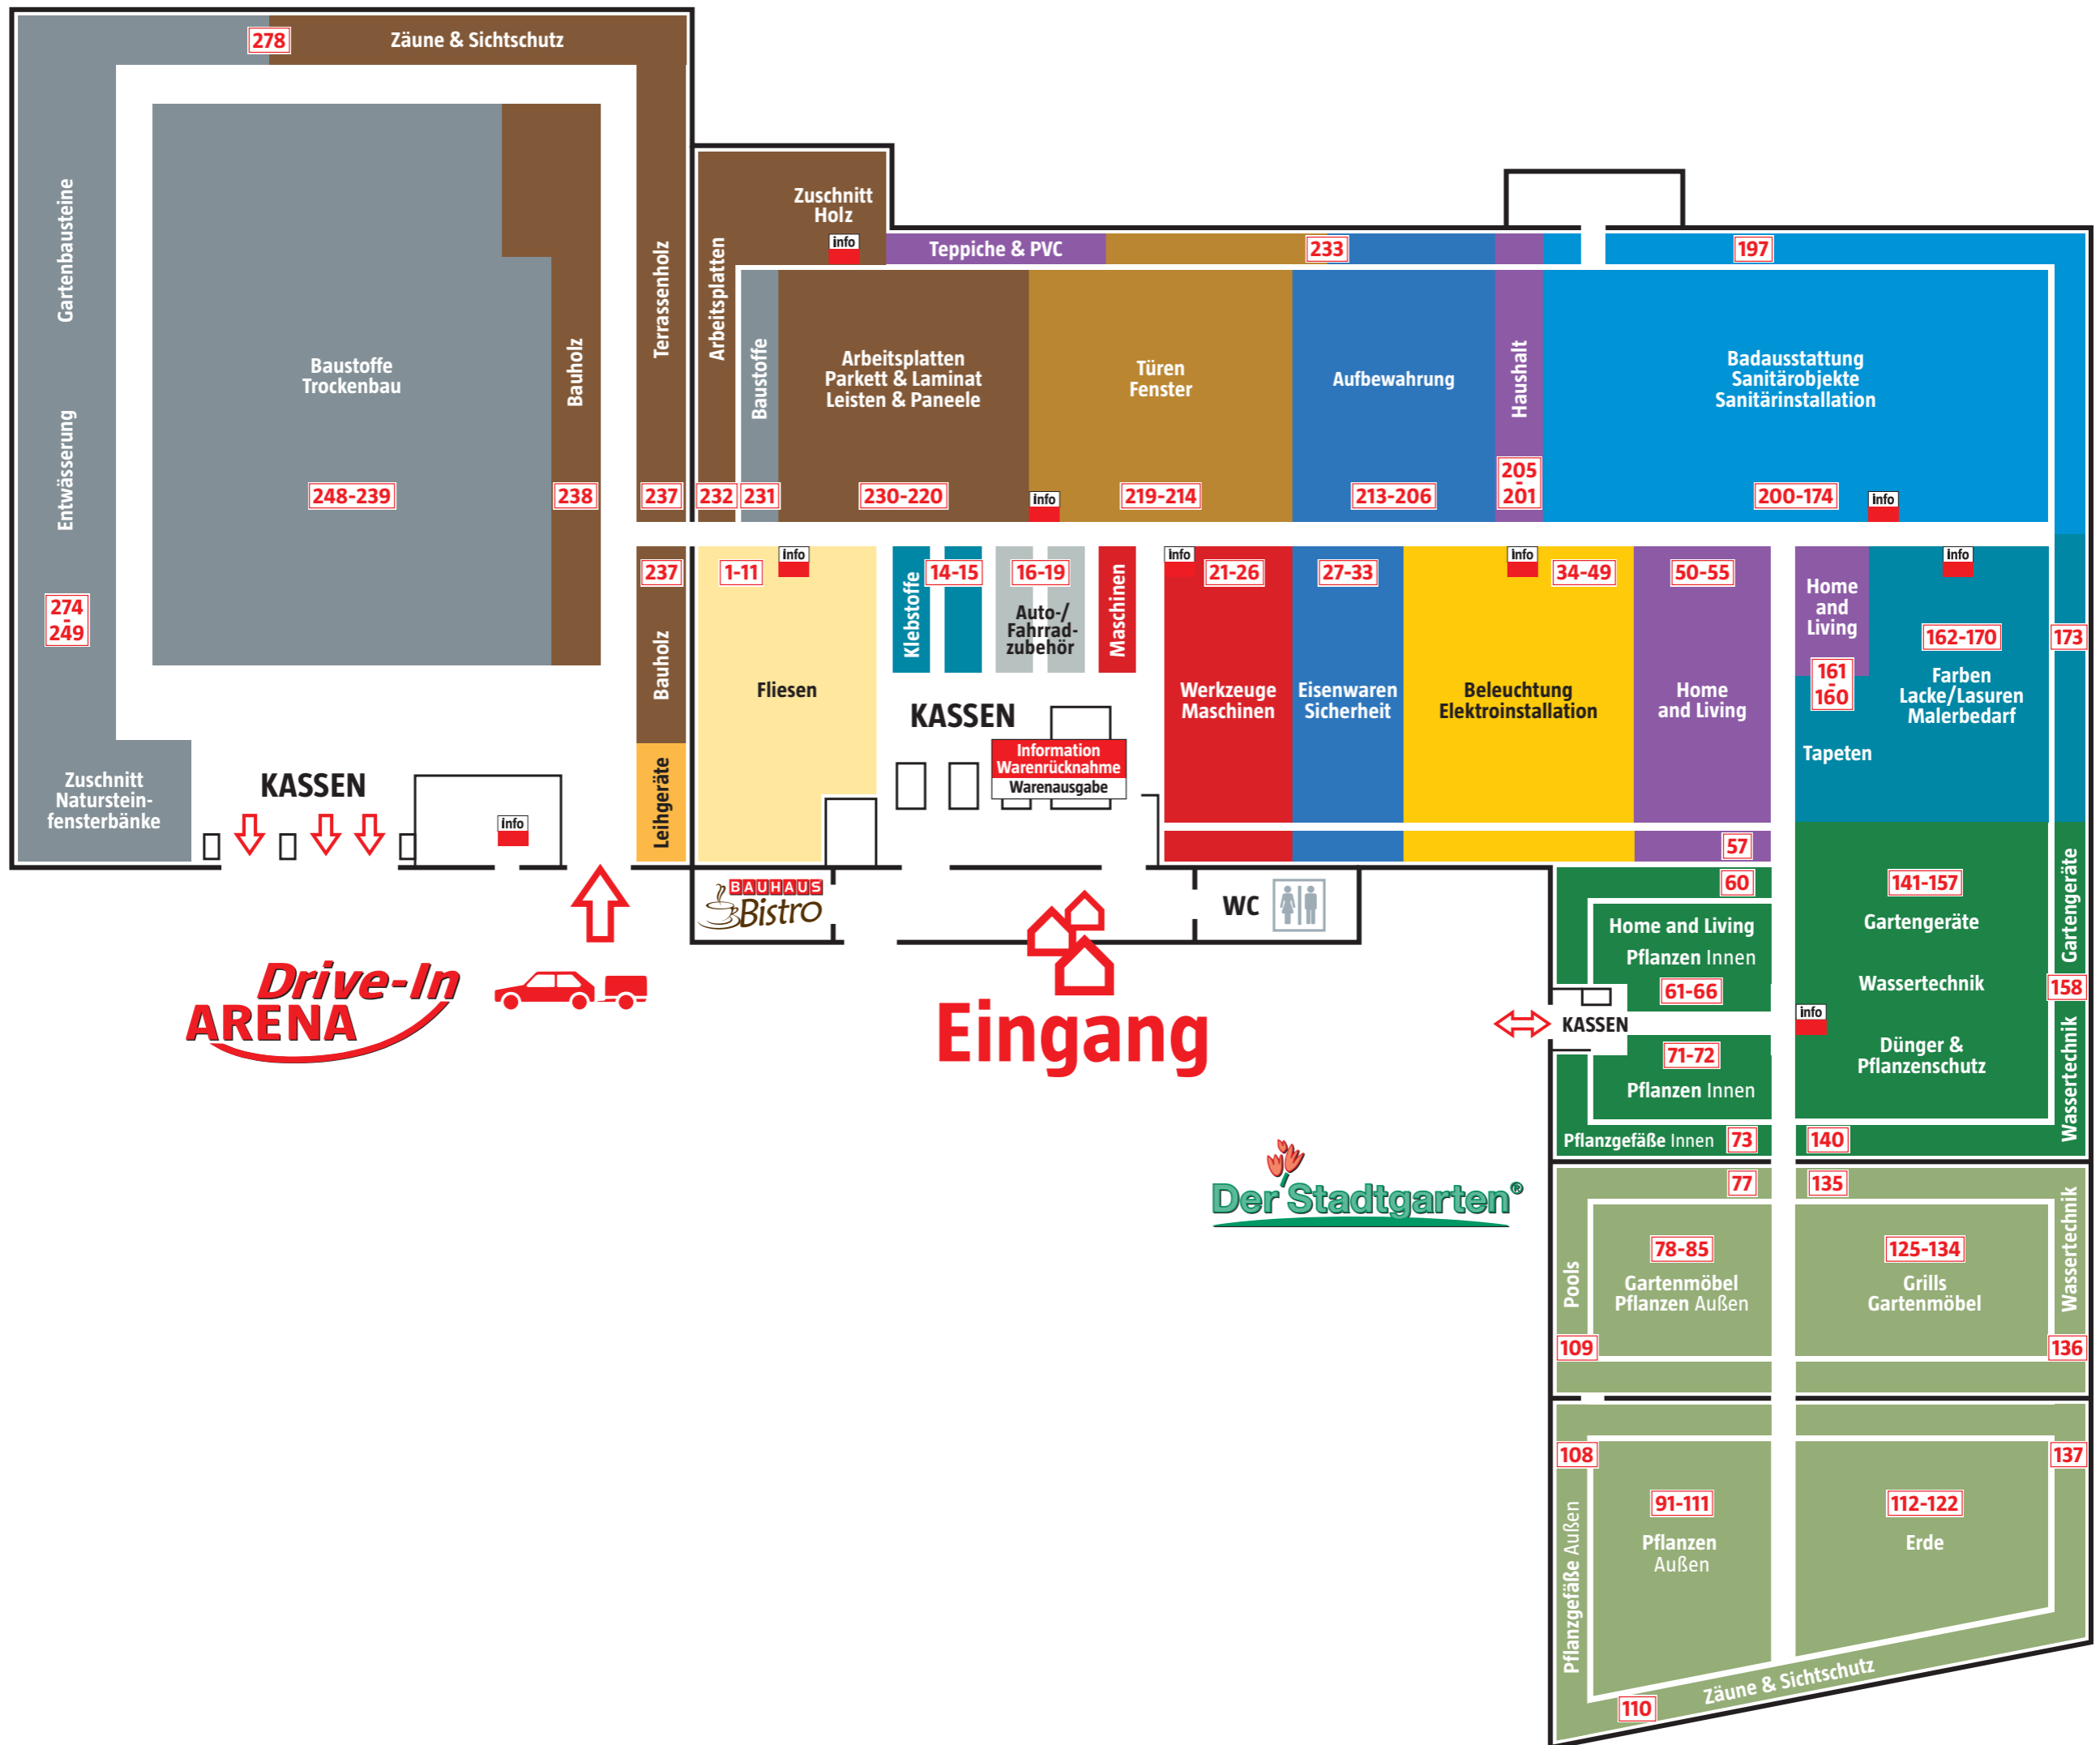 278
Zäune & Sichtschutz
Gartenbausteine
Entwässerung
274
-
249
Zuschnitt
Naturstein-
fensterbänke
Baustoffe
Trockenbau
248-239
Bauholz
238
Terrassenholz
237
237
Bauholz
Leihgeräte
KASSEN
info
Drive-In
ARENA
Zuschnitt
Holz
info
Arbeitsplatten
232
Baustoffe
231
Teppiche & PVC
233
197
Arbeitsplatten
Parkett & Laminat
Leisten & Paneele
230-220
info
Türen
Fenster
219-214
Aufbewahrung
213-206
Haushalt
205
-
201
Badausstattung
Sanitärobjekte
Sanitärinstallation
200-174
info
1-11
info
Fliesen
Klebstoffe
14-15
16-19
Auto-/
Fahrrad-
zubehör
Maschinen
KASSEN
Information
Warenrücknahme
Warenausgabe
info
21-26
Werkzeuge
Maschinen
27-33
Eisenwaren
Sicherheit
info
34-49
Beleuchtung
Elektroinstallation
50-55
Home
and Living
57
Home
and
Living
161
-
160
Tapeten
info
162-170
Farben
Lacke/Lasuren
Malerbedarf
173
BAUHAUS
Bistro
Eingang
WC
60
Home and Living
Pflanzen Innen
61-66
KASSEN
71-72
Pflanzen Innen
Pflanzgefäße Innen
73
141-157
Gartengeräte
Wassertechnik
info
Dünger &
Pflanzenschutz
140
Gartengeräte
158
Wassertechnik
Der Stadtgarten®
77
135
Pools
109
78-85
Gartenmöbel
Pflanzen Außen
125-134
Grills
Gartenmöbel
Wassertechnik
136
108
Pflanzgefäße Außen
91-111
Pflanzen
Außen
112-122
Erde
137
110
Zäune & Sichtschutz